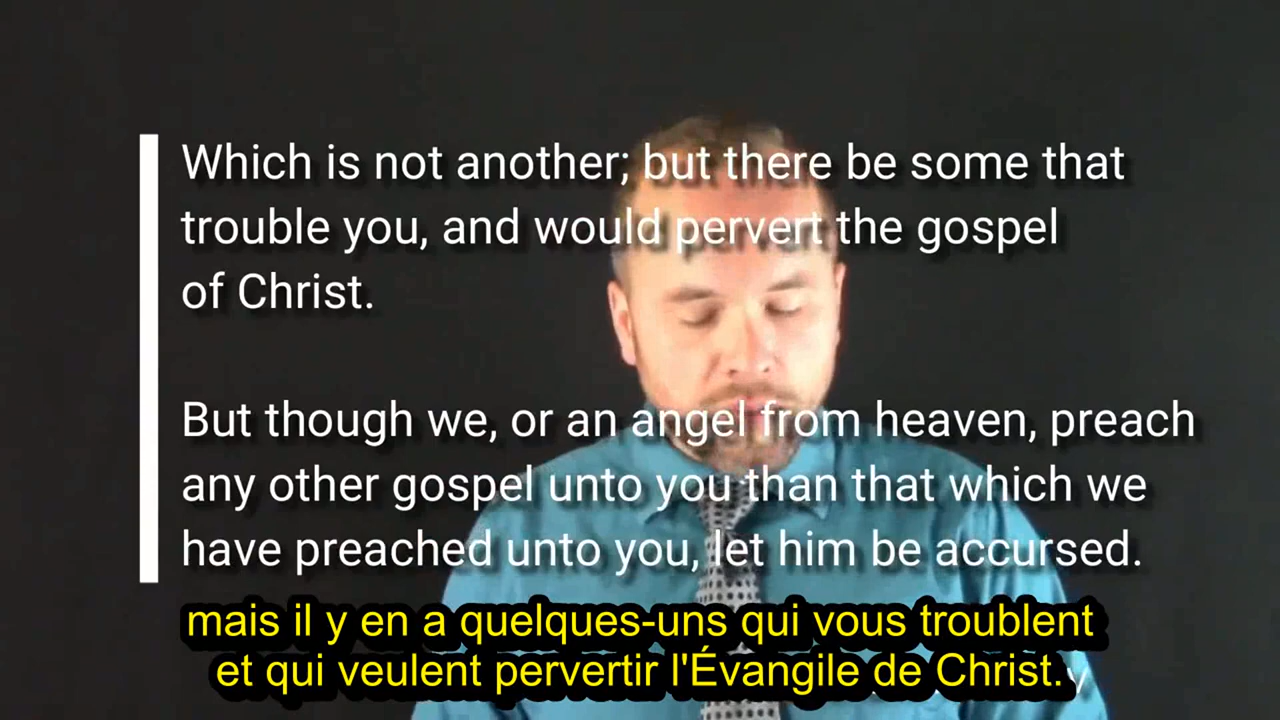 Which is not another; but there be some that
trouble you, and would pervert the gospel
of Christ.
But though we, or an angel from heaven, preach
any other gospel unto you than that which we
have preached unto you, let him be accursed.
mais il y en a quelques-uns qui vous troublent
et qui veulent pervertir l'Évangile de Christ.